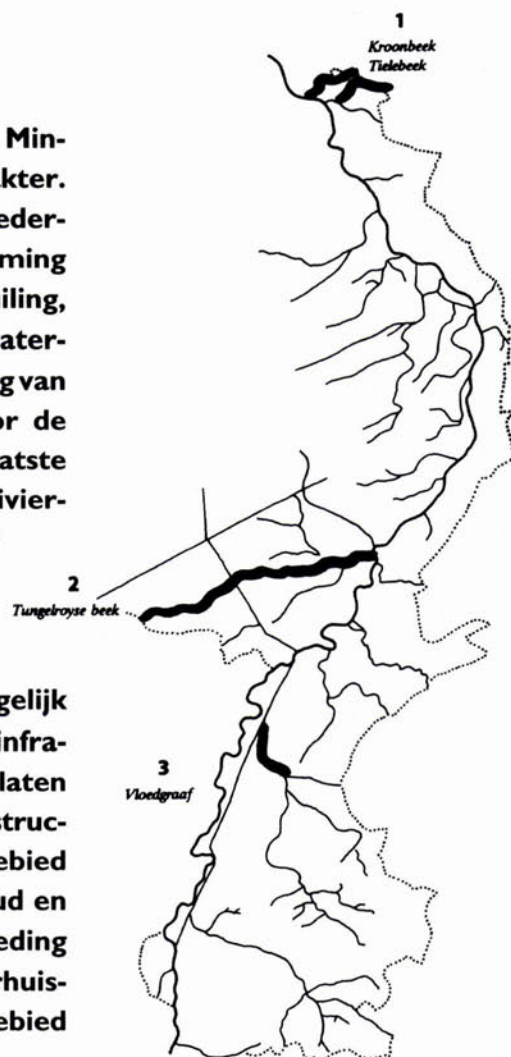 1
Kroonbeek
Tielebeek
Min-
kter.
eder-
ming
iling,
ater-
g van
or de
atste
ivier-
2
Tungelroyse beek
gelijk
infra-
laten
struc-
ebied
ud en
eding
rhuis-
ebied
3
Vloedgraaf